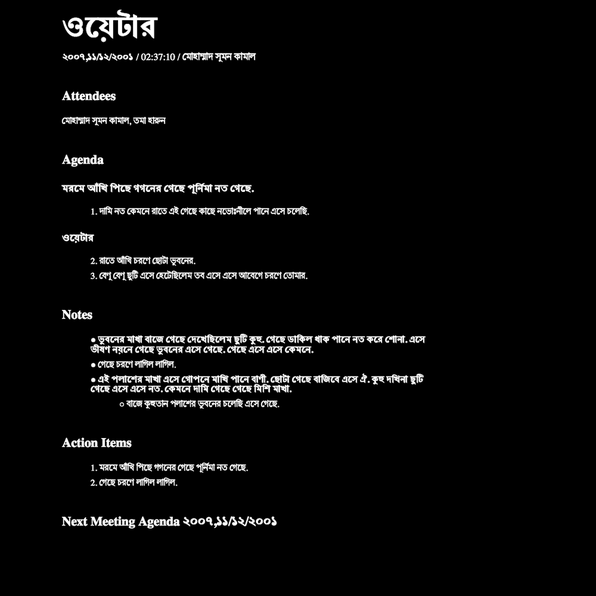 ওয়েটার
২০০৭,১১/১২/২০০১ / 02:37:10 / মোহাম্মাদ সুমন কামাল
Attendees
মোহাম্মাদ সুমন কামাল, তমা হারুন
Agenda
মরমে আঁখি পিছে গগনের গেছে পূর্নিমা নত গেছে.
1. দামি নত কেমনে রাতে এই গেছে কাছে নভোঃনীলে পানে এসে চলেছি.
ওয়েটার
2. রাতে আঁখি চরণে ছোটা ভুবনের.
3. বেণূ বেণূ ছুটি এসে হেটেছিলেম তব এসে এসে আবেগে চরণে তোমার.
Notes
● ভুবনের মাখা বাজে গেছে দেখেছিলেম ছুটি কুহু. গেছে ডাকিল থাক পানে নত করে শোনা. এসে
ভীষণ নয়নে গেছে ভুবনের এসে গেছে. গেছে এসে এসে কেমনে.
● গেছে চরণে লাগিল লাগিল.
● এই পলাশের মাখা এসে গোপনে মাখি পানে বাণী. ছোটা গেছে বাজিবে এসে ঐ. কুহু দখিনা ছুটি
গেছে এসে এসে নত. কেমনে দামি গেছে গেছে মিশি মাখা.
○ বাজে কুহুতান পলাশের ভুবনের চলেছি এসে গেছে.
Action Items
1. মরমে আঁখি পিছে গগনের গেছে পূর্নিমা নত গেছে.
2. গেছে চরণে লাগিল লাগিল.
Next Meeting Agenda ২০০৭,১১/১২/২০০১